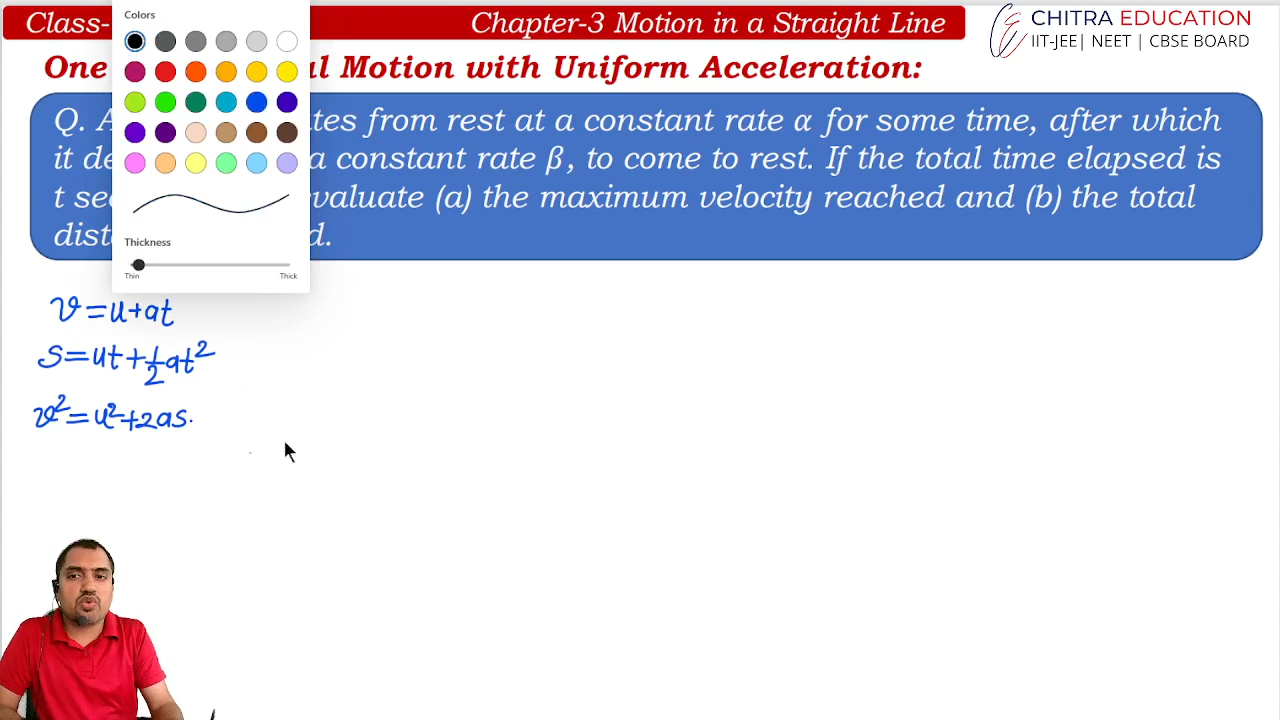 Colors
Class-
Chapter-3 Motion in a Straight Line
CHITRA EDUCATION
IIT-JEE| NEET | CBSE BOARD
One l Motion with Uniform Acceleration:
Q. A tes from rest at a constant rate α for some time, after which
it de a constant rate β, to come to rest. If the total time elapsed is
t sec valuate (a) the maximum velocity reached and (b) the total
dist d.
Thickness
Thin Thick
v=u+at
s=ut+½at²
v²=u²+2as.